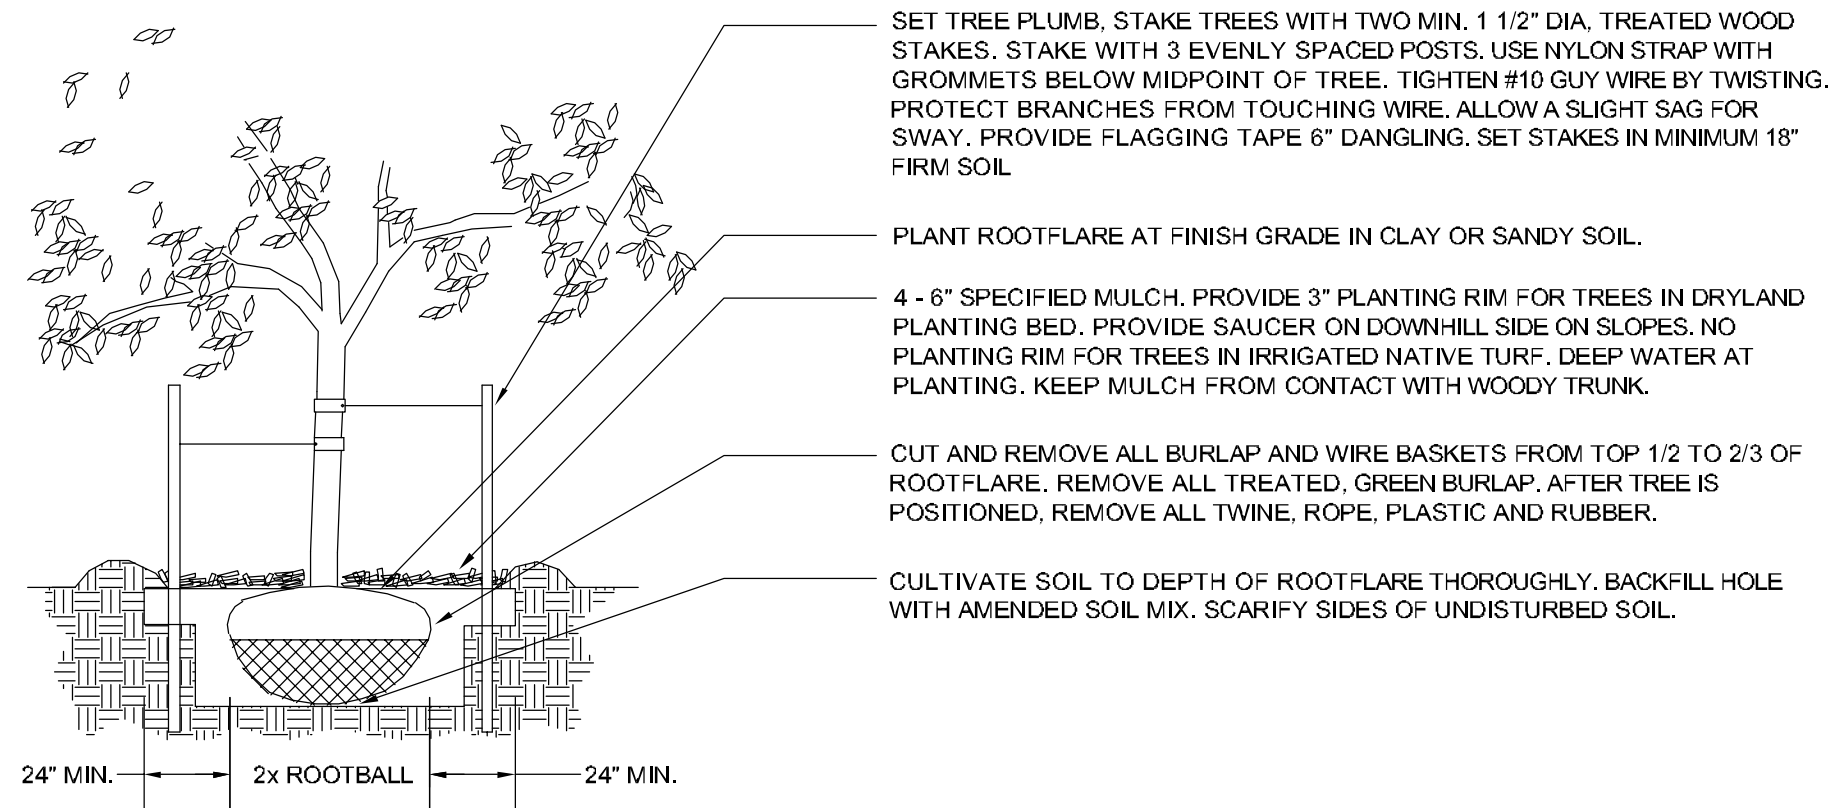 SET TREE PLUMB, STAKE TREES WITH TWO MIN. 1 1/2" DIA, TREATED WOOD
STAKES. STAKE WITH 3 EVENLY SPACED POSTS. USE NYLON STRAP WITH
GROMMETS BELOW MIDPOINT OF TREE. TIGHTEN #10 GUY WIRE BY TWISTING.
PROTECT BRANCHES FROM TOUCHING WIRE. ALLOW A SLIGHT SAG FOR
SWAY. PROVIDE FLAGGING TAPE 6" DANGLING. SET STAKES IN MINIMUM 18"
FIRM SOIL
PLANT ROOTFLARE AT FINISH GRADE IN CLAY OR SANDY SOIL.
4 - 6" SPECIFIED MULCH. PROVIDE 3" PLANTING RIM FOR TREES IN DRYLAND
PLANTING BED. PROVIDE SAUCER ON DOWNHILL SIDE ON SLOPES. NO
PLANTING RIM FOR TREES IN IRRIGATED NATIVE TURF. DEEP WATER AT
PLANTING. KEEP MULCH FROM CONTACT WITH WOODY TRUNK.
CUT AND REMOVE ALL BURLAP AND WIRE BASKETS FROM TOP 1/2 TO 2/3 OF
ROOTFLARE. REMOVE ALL TREATED, GREEN BURLAP. AFTER TREE IS
POSITIONED, REMOVE ALL TWINE, ROPE, PLASTIC AND RUBBER.
CULTIVATE SOIL TO DEPTH OF ROOTFLARE THOROUGHLY. BACKFILL HOLE
WITH AMENDED SOIL MIX. SCARIFY SIDES OF UNDISTURBED SOIL.
24" MIN. 2x ROOTBALL 24" MIN.